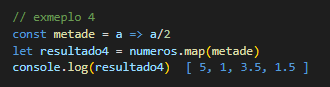 // exmeplo 4
const metade = a => a/2
let resultado4 = numeros.map(metade)
console.log(resultado4)  [ 5, 1, 3.5, 1.5 ]